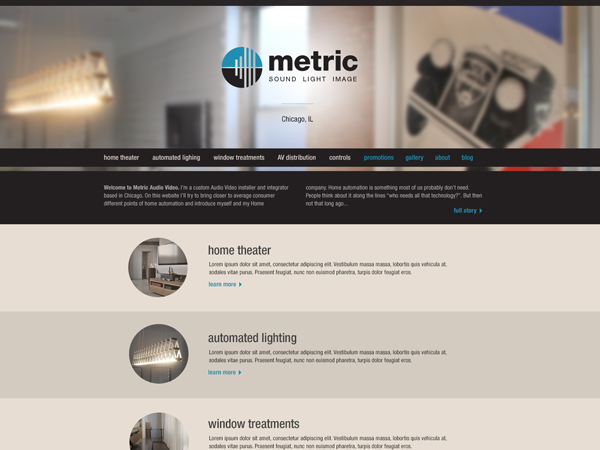 metric
SOUND LIGHT IMAGE
Chicago, IL
home theater automated lighing window treatments AV distribution controls promotions gallery about blog
Welcome to Metric Audio Video. I'm a custom Audio Video installer and integrator
based in Chicago. On this website I'll try to bring closer to average consumer
different points of home automation and introduce myself and my Home
company. Home automation is something most of us probably don't need.
People think about it along the lines "who needs all that technology?". But then
not that long ago...
full story
home theater
Lorem ipsum dolor sit amet, consectetur adipiscing elit. Vestibulum massa massa, lobortis quis vehicula at,
sodales vitae purus. Praesent feugiat, nunc non euismod pharetra, turpis dolor feugiat eros.
learn more
automated lighting
Lorem ipsum dolor sit amet, consectetur adipiscing elit. Vestibulum massa massa, lobortis quis vehicula at,
sodales vitae purus. Praesent feugiat, nunc non euismod pharetra, turpis dolor feugiat eros.
learn more
window treatments
Lorem ipsum dolor sit amet, consectetur adipiscing elit. Vestibulum massa massa, lobortis quis vehicula at,
sodales vitae purus. Praesent feugiat, nunc non euismod pharetra, turpis dolor feugiat eros.